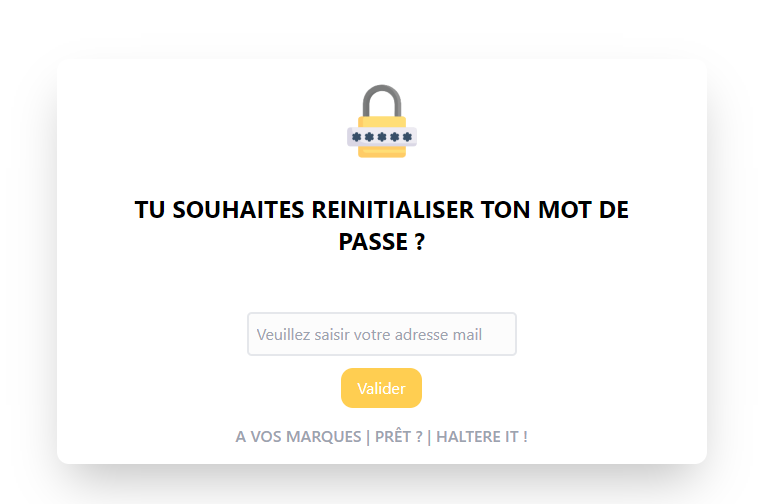 *****
TU SOUHAITES REINITIALISER TON MOT DE
PASSE ?
Veuillez saisir votre adresse mail
Valider
A VOS MARQUES | PRÊT ? | HALTERE IT !